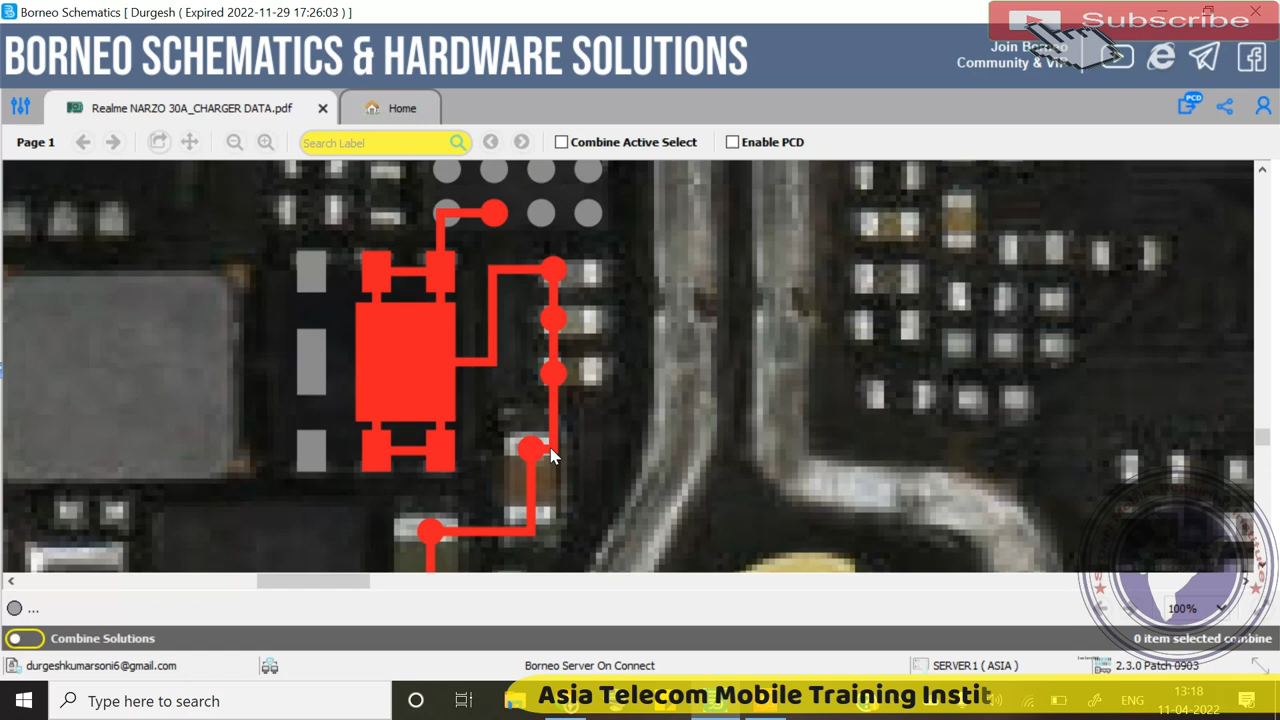 Borneo Schematics [ Durgesh ( Expired 2022-11-29 17:26:03 ) ]
Subscribe
BORNEO SCHEMATICS & HARDWARE SOLUTIONS
Join Borneo
Community & VIP
Realme NARZO 30A_CHARGER DATA.pdf
Home
PCD
Page 1
Search Label
Combine Active Select
Enable PCD
...
100%
Combine Solutions
0 item selected combine
durgeshkumarsoni6@gmail.com
Borneo Server On Connect
SERVER1 ( ASIA )
2.3.0 Patch 0903
Type here to search
Asia Telecom Mobile Training Instit
ENG
13:18
11-04-2022